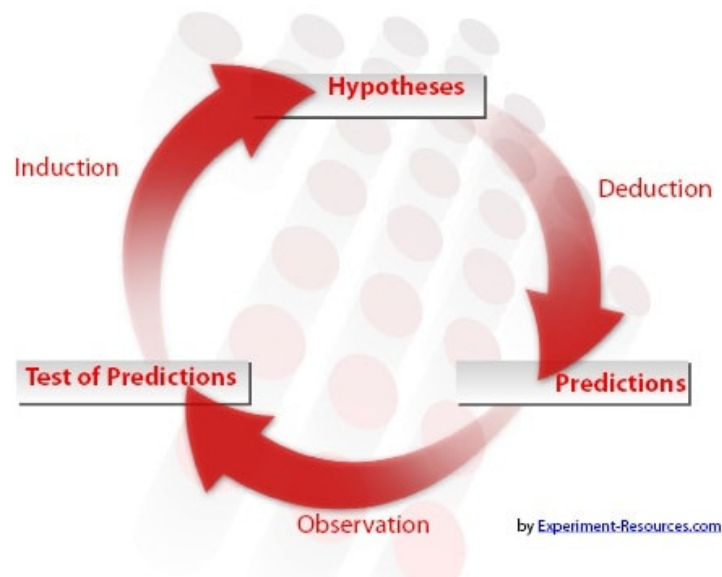 Hypotheses
Induction
Deduction
Test of Predictions
Predictions
Observation
by Experiment-Resources.com